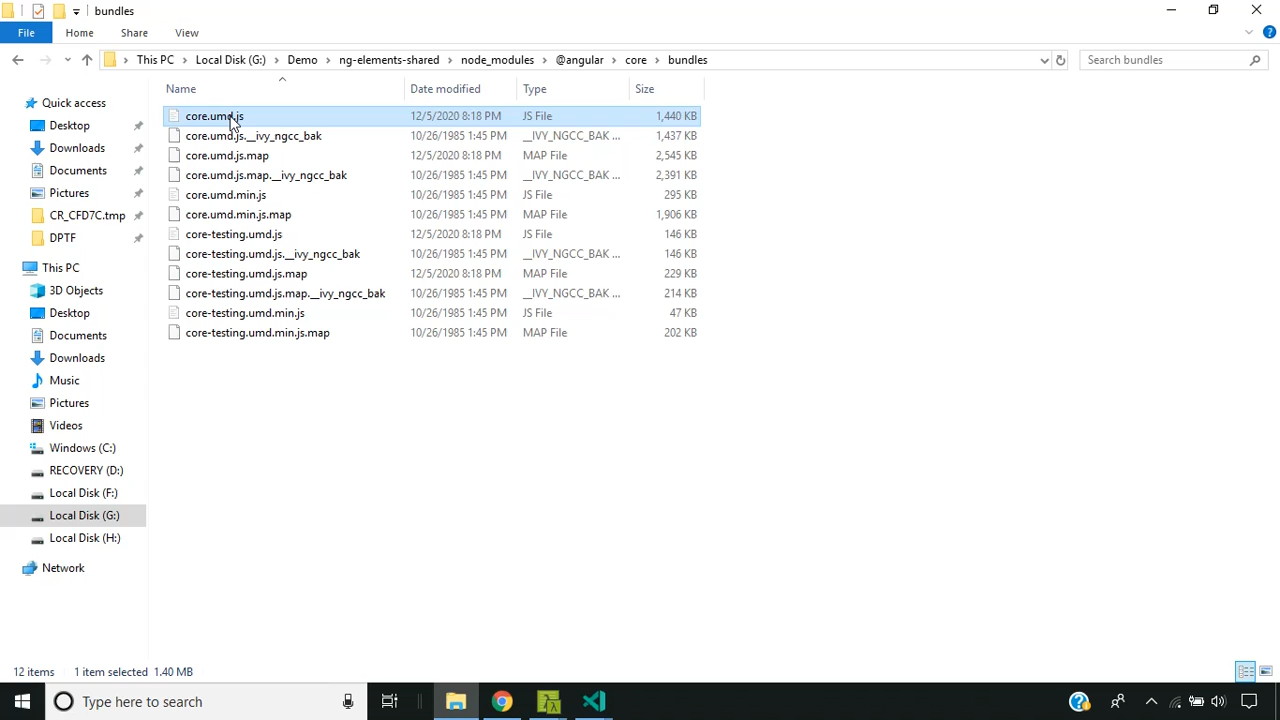 bundles
File
Home
Share
View
This PC
Local Disk (G:)
Demo
ng-elements-shared
node_modules
@angular
core
bundles
Search bundles
Name
Date modified
Type
Size
Quick access
Desktop
Downloads
Documents
Pictures
CR_CFD7C.tmp
DPTF
This PC
3D Objects
Desktop
Documents
Downloads
Music
Pictures
Videos
Windows (C:)
RECOVERY (D:)
Local Disk (F:)
Local Disk (G:)
Local Disk (H:)
Network
core.umd.js 12/5/2020 8:18 PM JS File 1,440 KB
core.umd.js.__ivy_ngcc_bak 10/26/1985 1:45 PM __IVY_NGCC_BAK ... 1,437 KB
core.umd.js.map 12/5/2020 8:18 PM MAP File 2,545 KB
core.umd.js.map.__ivy_ngcc_bak 10/26/1985 1:45 PM __IVY_NGCC_BAK ... 2,391 KB
core.umd.min.js 10/26/1985 1:45 PM JS File 295 KB
core.umd.min.js.map 10/26/1985 1:45 PM MAP File 1,906 KB
core-testing.umd.js 12/5/2020 8:18 PM JS File 146 KB
core-testing.umd.js.__ivy_ngcc_bak 10/26/1985 1:45 PM __IVY_NGCC_BAK ... 146 KB
core-testing.umd.js.map 12/5/2020 8:18 PM MAP File 229 KB
core-testing.umd.js.map.__ivy_ngcc_bak 10/26/1985 1:45 PM __IVY_NGCC_BAK ... 214 KB
core-testing.umd.min.js 10/26/1985 1:45 PM JS File 47 KB
core-testing.umd.min.js.map 10/26/1985 1:45 PM MAP File 202 KB
12 items 1 item selected 1.40 MB
Type here to search